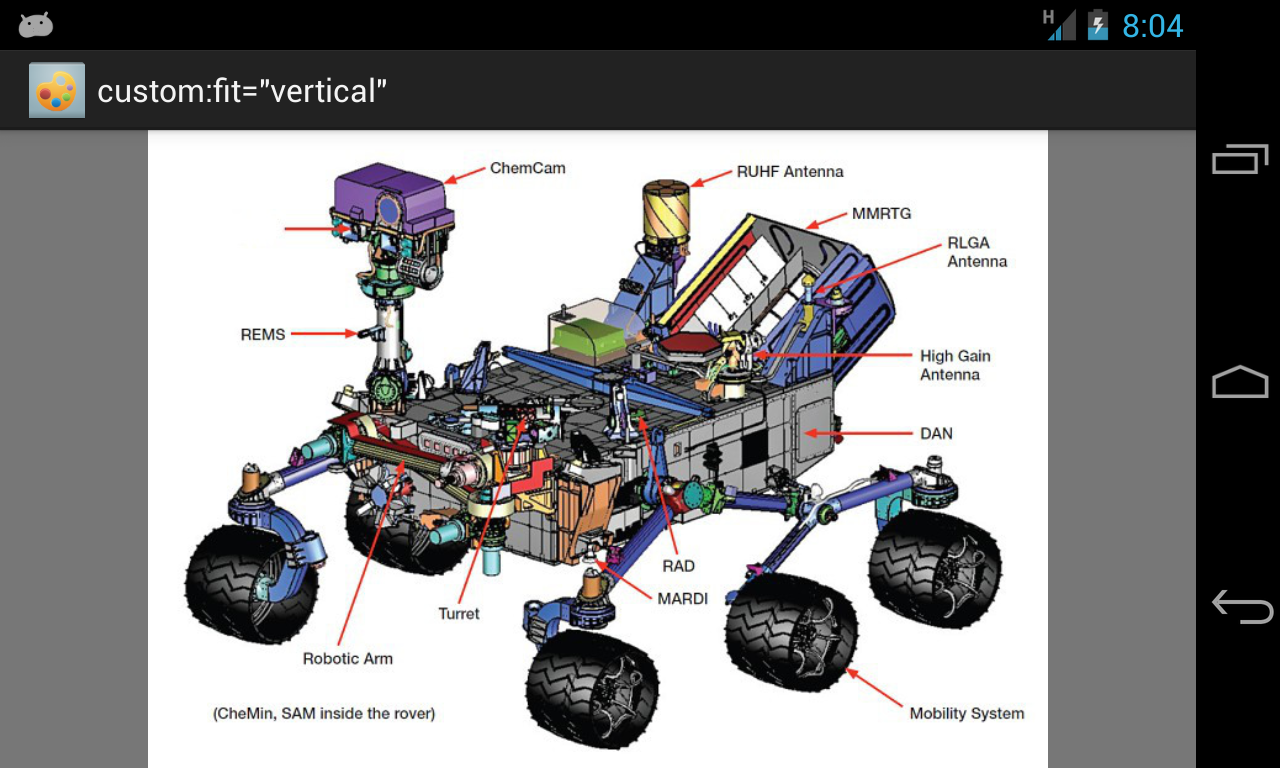 H
8:04
custom:fit="vertical"
ChemCam
RUHF Antenna
MMRTG
RLGA
Antenna
REMS
High Gain
Antenna
DAN
RAD
MARDI
Turret
Robotic Arm
(CheMin, SAM inside the rover)
Mobility System